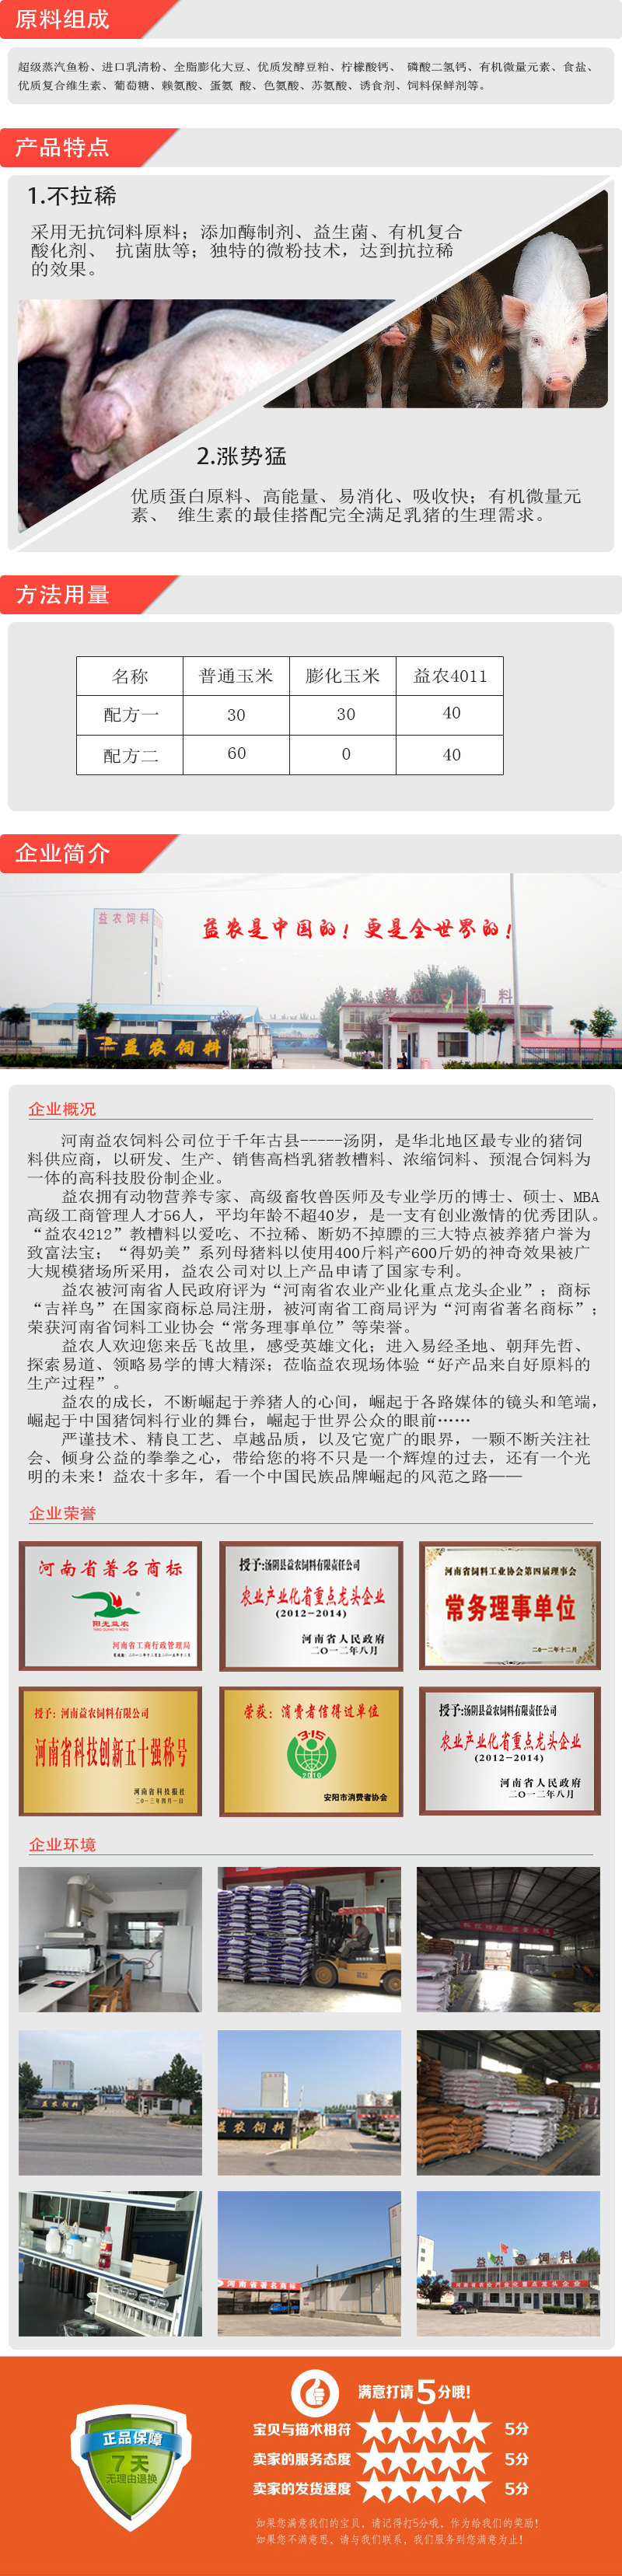 原料组成
超级蒸汽鱼粉、进口乳清粉、全脂膨化大豆、优质发酵豆粕、柠檬酸钙、 磷酸二氢钙、有机微量元素、食盐、
优质复合维生素、葡萄糖、赖氨酸、蛋氨 酸、色氨酸、苏氨酸、诱食剂、饲料保鲜剂等。
产品特点
1.不拉稀
采用无抗饲料原料；添加酶制剂、益生菌、有机复合
酸化剂、 抗菌肽等；独特的微粉技术，达到抗拉稀
的效果。
2.涨势猛
优质蛋白原料、高能量、易消化、吸收快；有机微量元
素、 维生素的最佳搭配完全满足乳猪的生理需求。
方法用量
名称 普通玉米 膨化玉米 益农4011
配方一 30 30 40
配方二 60 0 40
企业简介
益农是中国的！更是全世界的！
益农饲料
益农饲料
益农 饲料
企业概况
河南益农饲料公司位于千年古县-----汤阴，是华北地区最专业的猪饲
料供应商，以研发、生产、销售高档乳猪教槽料、浓缩饲料、预混合饲料为
一体的高科技股份制企业。
益农拥有动物营养专家、高级畜牧兽医师及专业学历的博士、硕士、MBA
高级工商管理人才56人，平均年龄不超40岁，是一支有创业激情的优秀团队。
“益农4212”教槽料以爱吃、不拉稀、断奶不掉膘的三大特点被养猪户誉为
致富法宝；“得奶美”系列母猪料以使用400斤料产600斤奶的神奇效果被广
大规模猪场所采用，益农公司对以上产品申请了国家专利。
益农被河南省人民政府评为“河南省农业产业化重点龙头企业”；商标
“吉祥鸟”在国家商标总局注册，被河南省工商局评为“河南省著名商标”；
荣获河南省饲料工业协会“常务理事单位”等荣誉。
益农人欢迎您来岳飞故里，感受英雄文化；进入易经圣地、朝拜先哲、
探索易道、领略易学的博大精深；莅临益农现场体验“好产品来自好原料的
生产过程”。
益农的成长，不断崛起于养猪人的心间，崛起于各路媒体的镜头和笔端，
崛起于中国猪饲料行业的舞台，崛起于世界公众的眼前……
严谨技术、精良工艺、卓越品质，以及它宽广的眼界，一颗不断关注社
会、倾身公益的拳拳之心，带给您的将不只是一个辉煌的过去，还有一个光
明的未来！益农十多年，看一个中国民族品牌崛起的风范之路——
企业荣誉
河南省著名商标
阳光益农
河南省工商行政管理局
授予:汤阴县益农饲料有限责任公司
农业产业化省重点龙头企业
(2012-2014)
河南省人民政府
二〇一二年八月
河南省饲料工业协会第四届理事会
常务理事单位
二〇一二年十二月
授予：河南益农饲料有限公司
河南省科技创新五十强称号
河南省科技报社
二〇一三年四月一日
荣获：消费者信得过单位
3·15
2010
安阳市消费者协会
授予:汤阴县益农饲料有限责任公司
农业产业化省重点龙头企业
(2012-2014)
河南省人民政府
二〇一二年八月
企业环境
益农饲料
益农饲料
河南省著名商标
益农 饲料
满意打请5分哦！
宝贝与描术相符 5分
卖家的服务态度 5分
卖家的发货速度 5分
正品保障
7天
无理由退换
如果您满意我们的宝贝，请记得打5分哦，作为给我们的奖励！
如果您不满意恩，请与我们联系，我们服务到您满意为止！